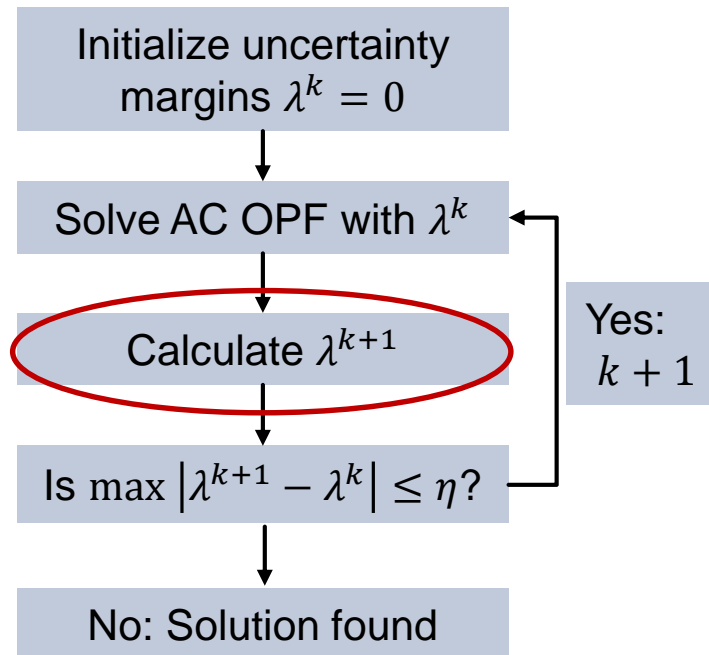 Initialize uncertainty
margins λ^k = 0
Solve AC OPF with λ^k
Calculate λ^{k+1}
Yes:
k + 1
Is max |λ^{k+1} − λ^k| ≤ η?
No: Solution found